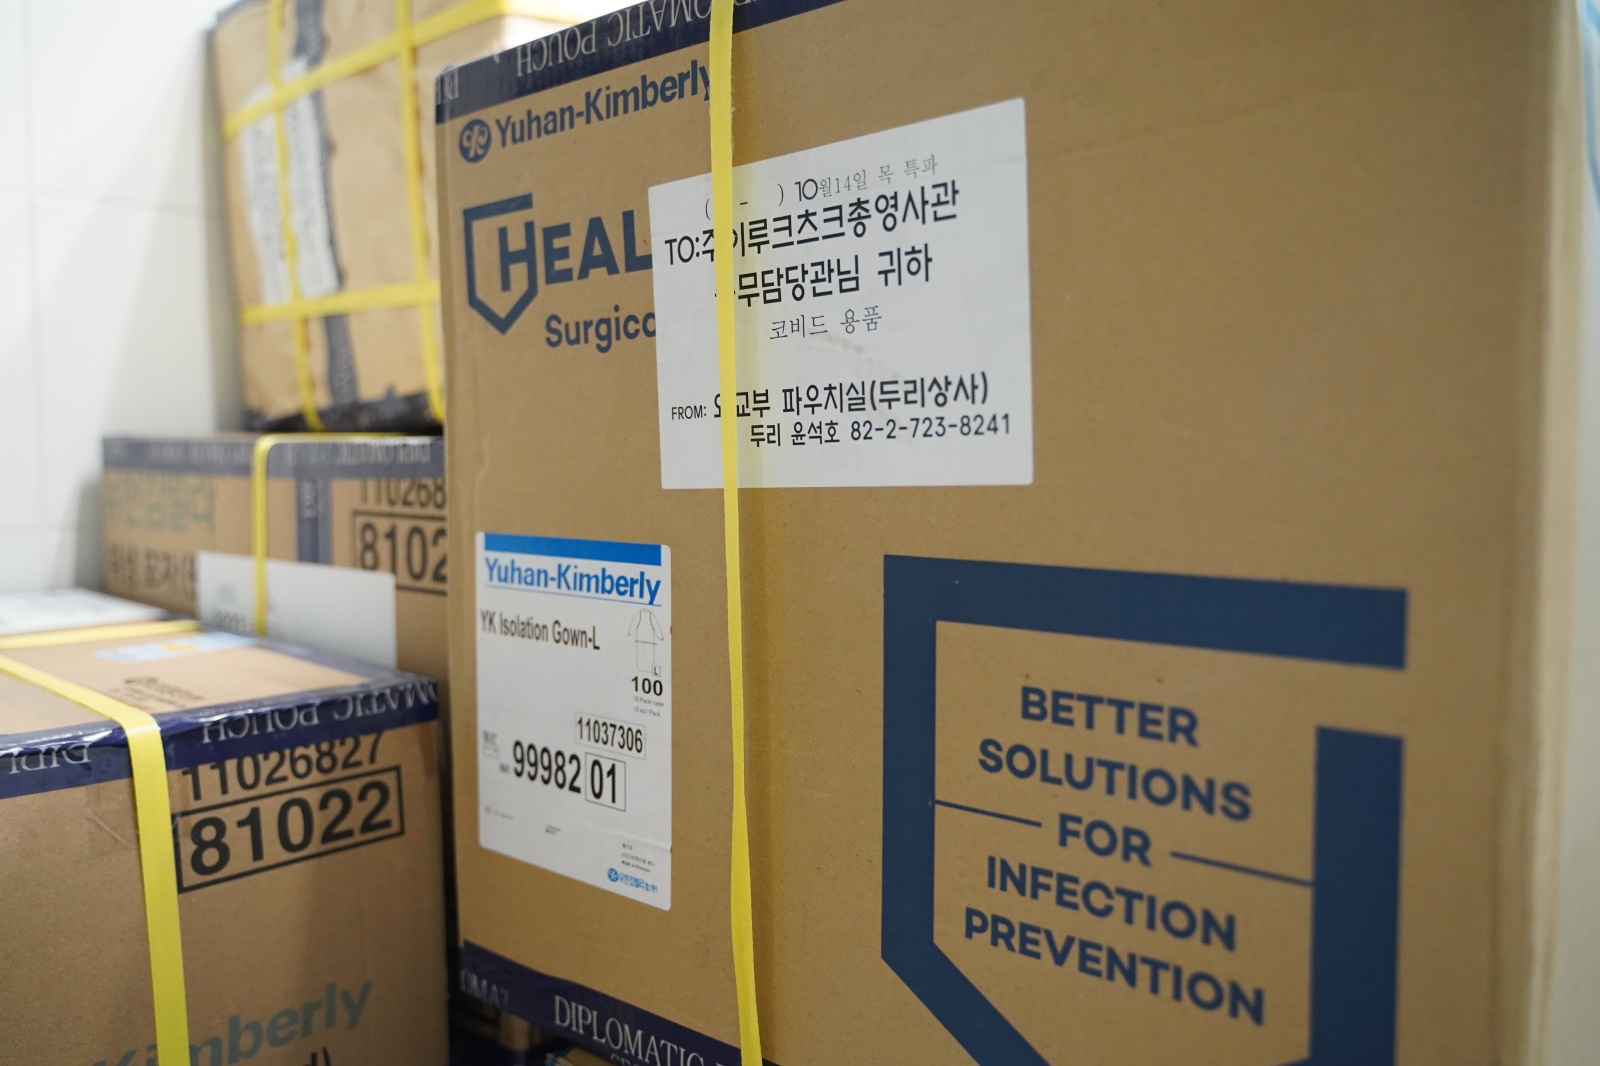 DIPLOMATIC POUCH
Yuhan-Kimberly
HEAL
Surgica
( - ) 10월14일 목 특파
TO:주이루크츠크총영사관
무담당관님 귀하
코비드 용품
FROM: 외교부 파우치실(두리상사)
두리 윤석호 82-2-723-8241
Yuhan-Kimberly
YK Isolation Gown-L
L
100
11037306
99982 01
BETTER
SOLUTIONS
FOR
INFECTION
PREVENTION
DIPLOMATIC
DIPLOMATIC
110268
8102
DIPL
MATIC POUCH
11026827
81022
Kimberly